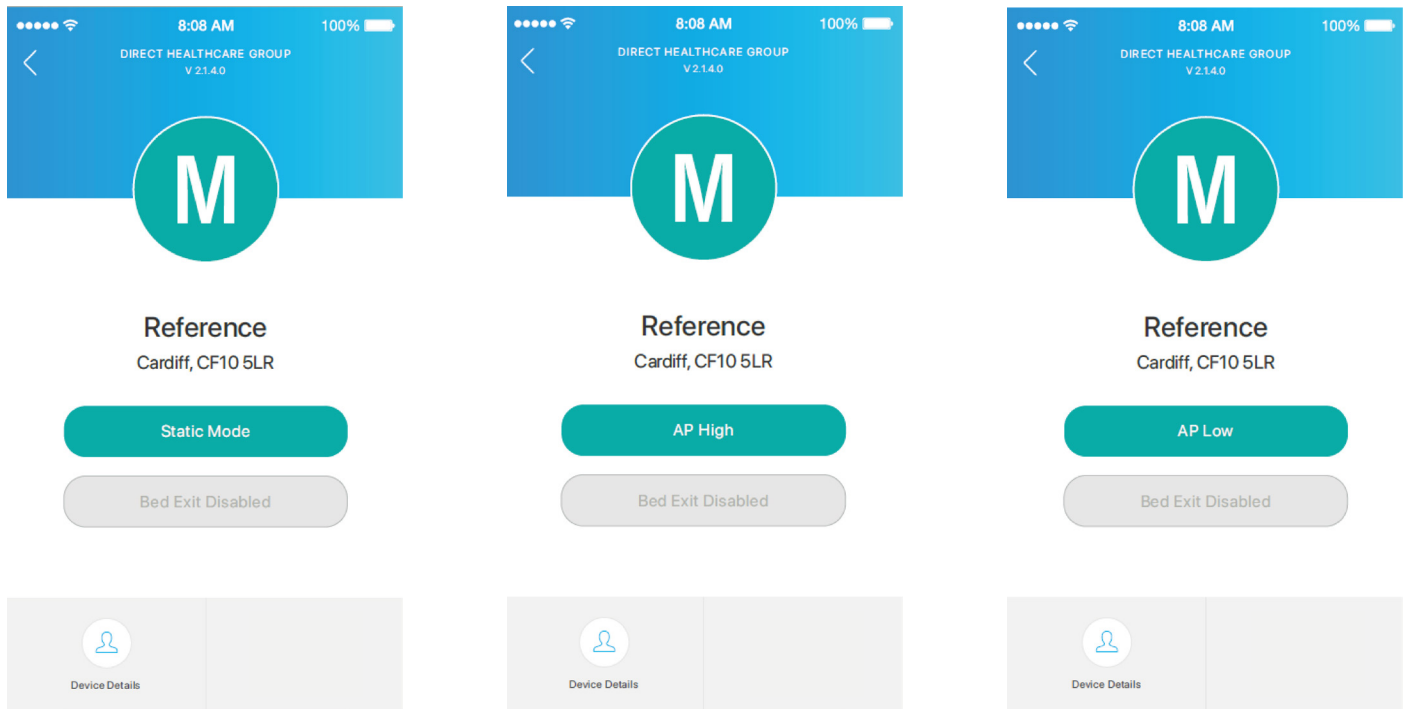 8:08 AM 100%
DIRECT HEALTHCARE GROUP
V 2.1.4.0
M
Reference
Cardiff, CF10 5LR
Static Mode
Bed Exit Disabled
Device Details
8:08 AM 100%
DIRECT HEALTHCARE GROUP
V 2.1.4.0
M
Reference
Cardiff, CF10 5LR
AP High
Bed Exit Disabled
Device Details
8:08 AM 100%
DIRECT HEALTHCARE GROUP
V 2.1.4.0
M
Reference
Cardiff, CF10 5LR
AP Low
Bed Exit Disabled
Device Details